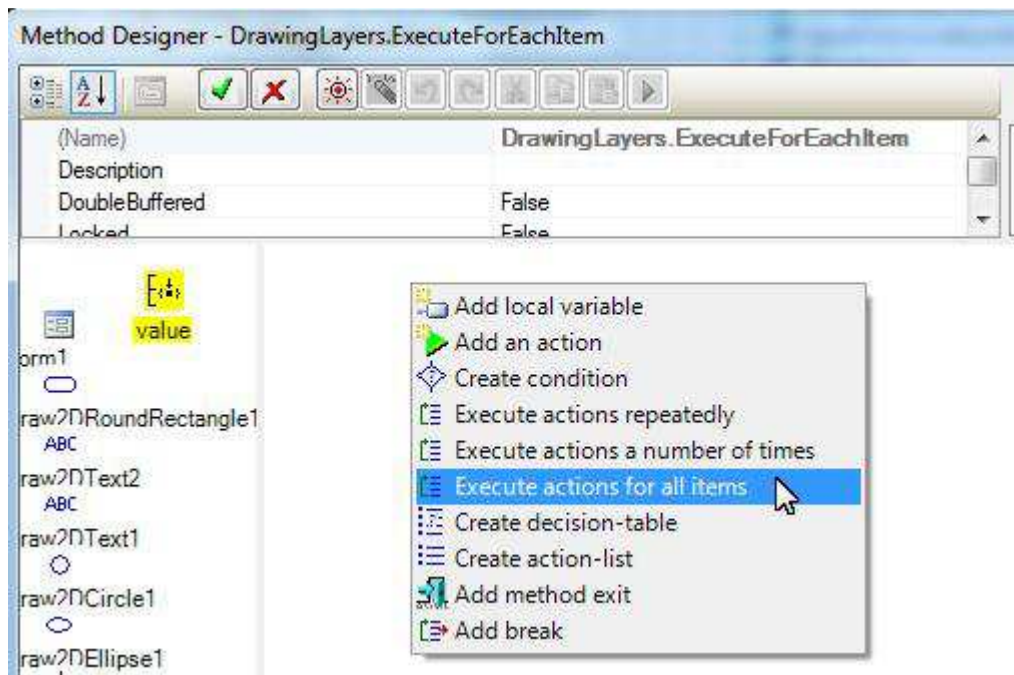 Method Designer - DrawingLayers.ExecuteForEachItem
A
Z
(Name) DrawingLayers.ExecuteForEachItem
Description
DoubleBuffered False
Locked False
value
orm1
raw2DRoundRectangle1
ABC
raw2DText2
ABC
raw2DText1
raw2DCircle1
raw2DEllipse1
Add local variable
Add an action
Create condition
Execute actions repeatedly
Execute actions a number of times
Execute actions for all items
Create decision-table
Create action-list
Add method exit
Add break